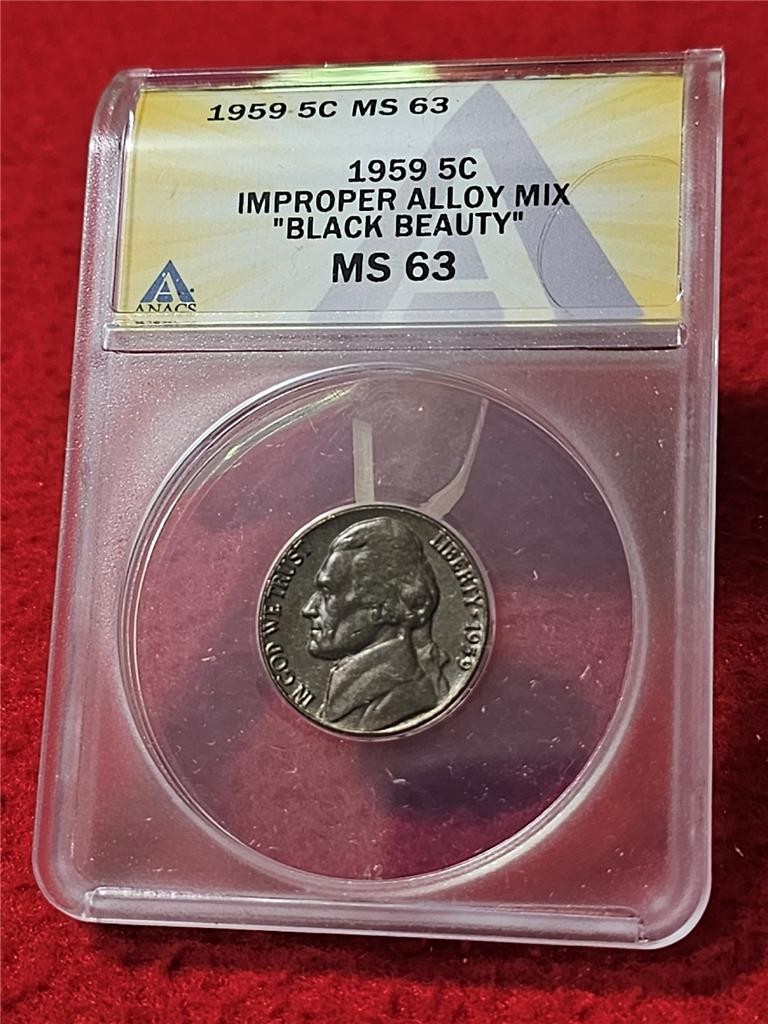 1959 5C MS 63
1959 5C
IMPROPER ALLOY MIX
"BLACK BEAUTY"
MS 63
ANACS
IN GOD WE TRUST
LIBERTY 1959